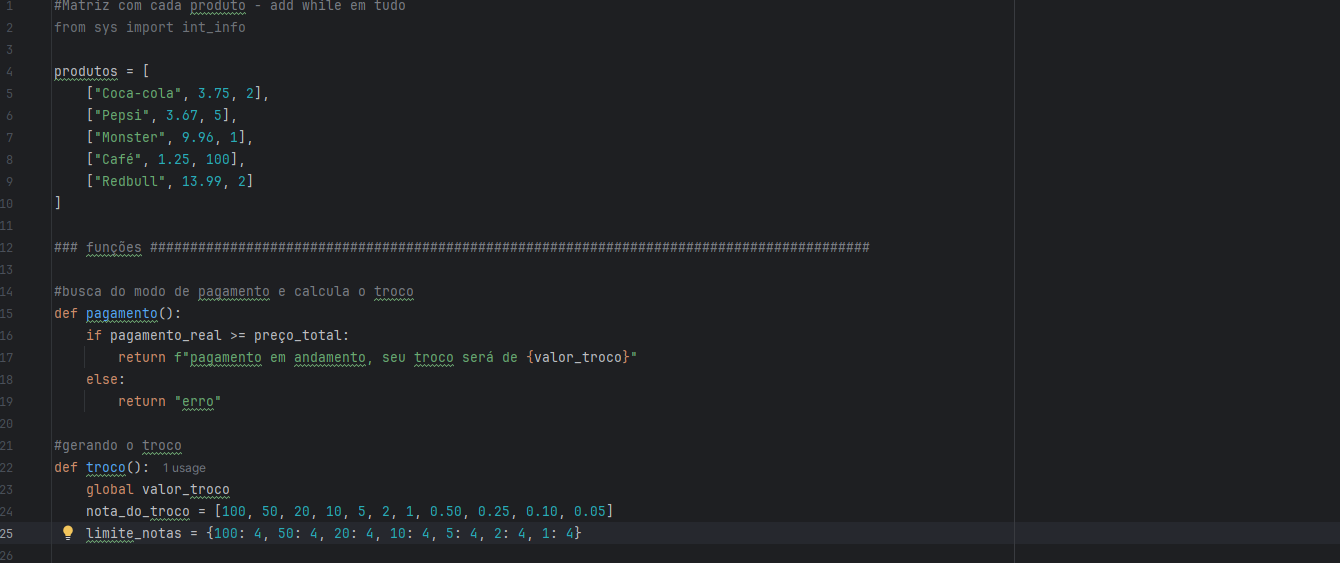 1 #Matriz com cada produto - add while em tudo
2 from sys import int_info
3
4 produtos = [
5 ["Coca-cola", 3.75, 2],
6 ["Pepsi", 3.67, 5],
7 ["Monster", 9.96, 1],
8 ["Café", 1.25, 100],
9 ["Redbull", 13.99, 2]
10 ]
11
12 ### funções ##########################################################################################
13
14 #busca do modo de pagamento e calcula o troco
15 def pagamento():
16 if pagamento_real >= preço_total:
17 return f"pagamento em andamento, seu troco será de {valor_troco}"
18 else:
19 return "erro"
20
21 #gerando o troco
22 def troco(): 1 usage
23 global valor_troco
24 nota_do_troco = [100, 50, 20, 10, 5, 2, 1, 0.50, 0.25, 0.10, 0.05]
25 limite_notas = {100: 4, 50: 4, 20: 4, 10: 4, 5: 4, 2: 4, 1: 4}
26